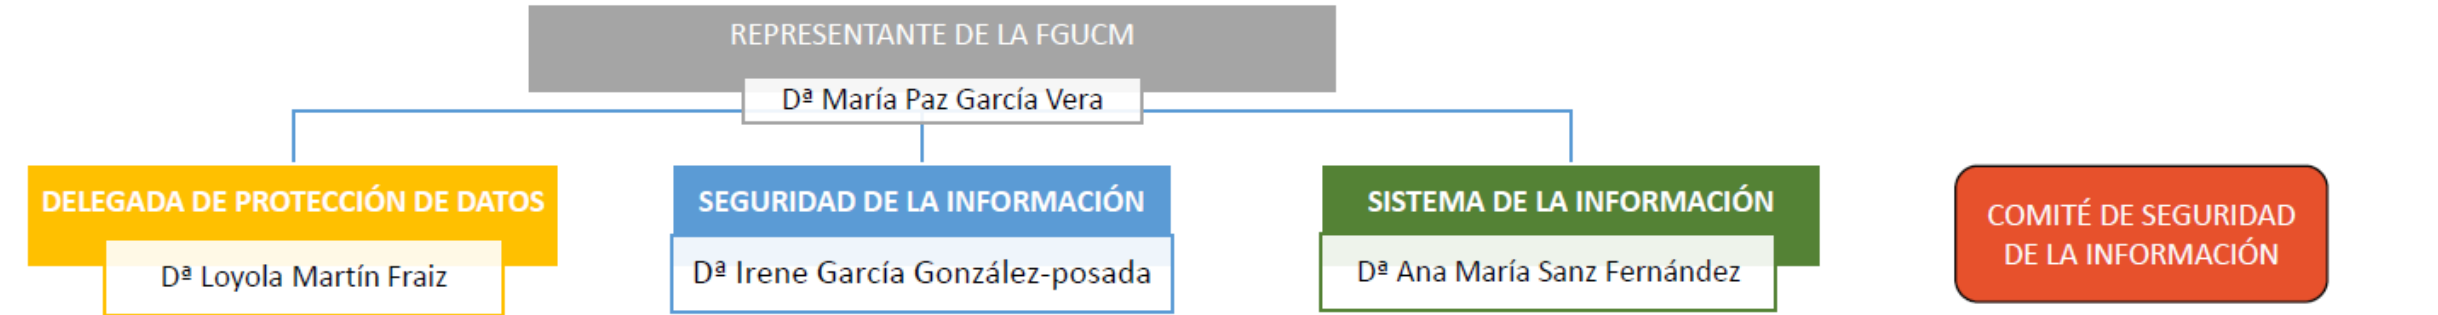 REPRESENTANTE DE LA FGUCM
Dª María Paz García Vera
DELEGADA DE PROTECCIÓN DE DATOS
Dª Loyola Martín Fraiz
SEGURIDAD DE LA INFORMACIÓN
Dª Irene García González-posada
SISTEMA DE LA INFORMACIÓN
Dª Ana María Sanz Fernández
COMITÉ DE SEGURIDAD
DE LA INFORMACIÓN